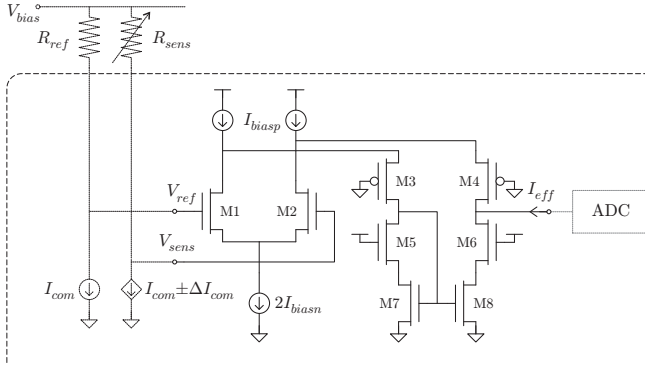 V_bias
R_ref
R_sens
I_biasp
M3
M4
I_eff
V_ref
M1
M2
ADC
V_sens
M5
M6
I_com
I_com±ΔI_com
2I_biasn
M7
M8